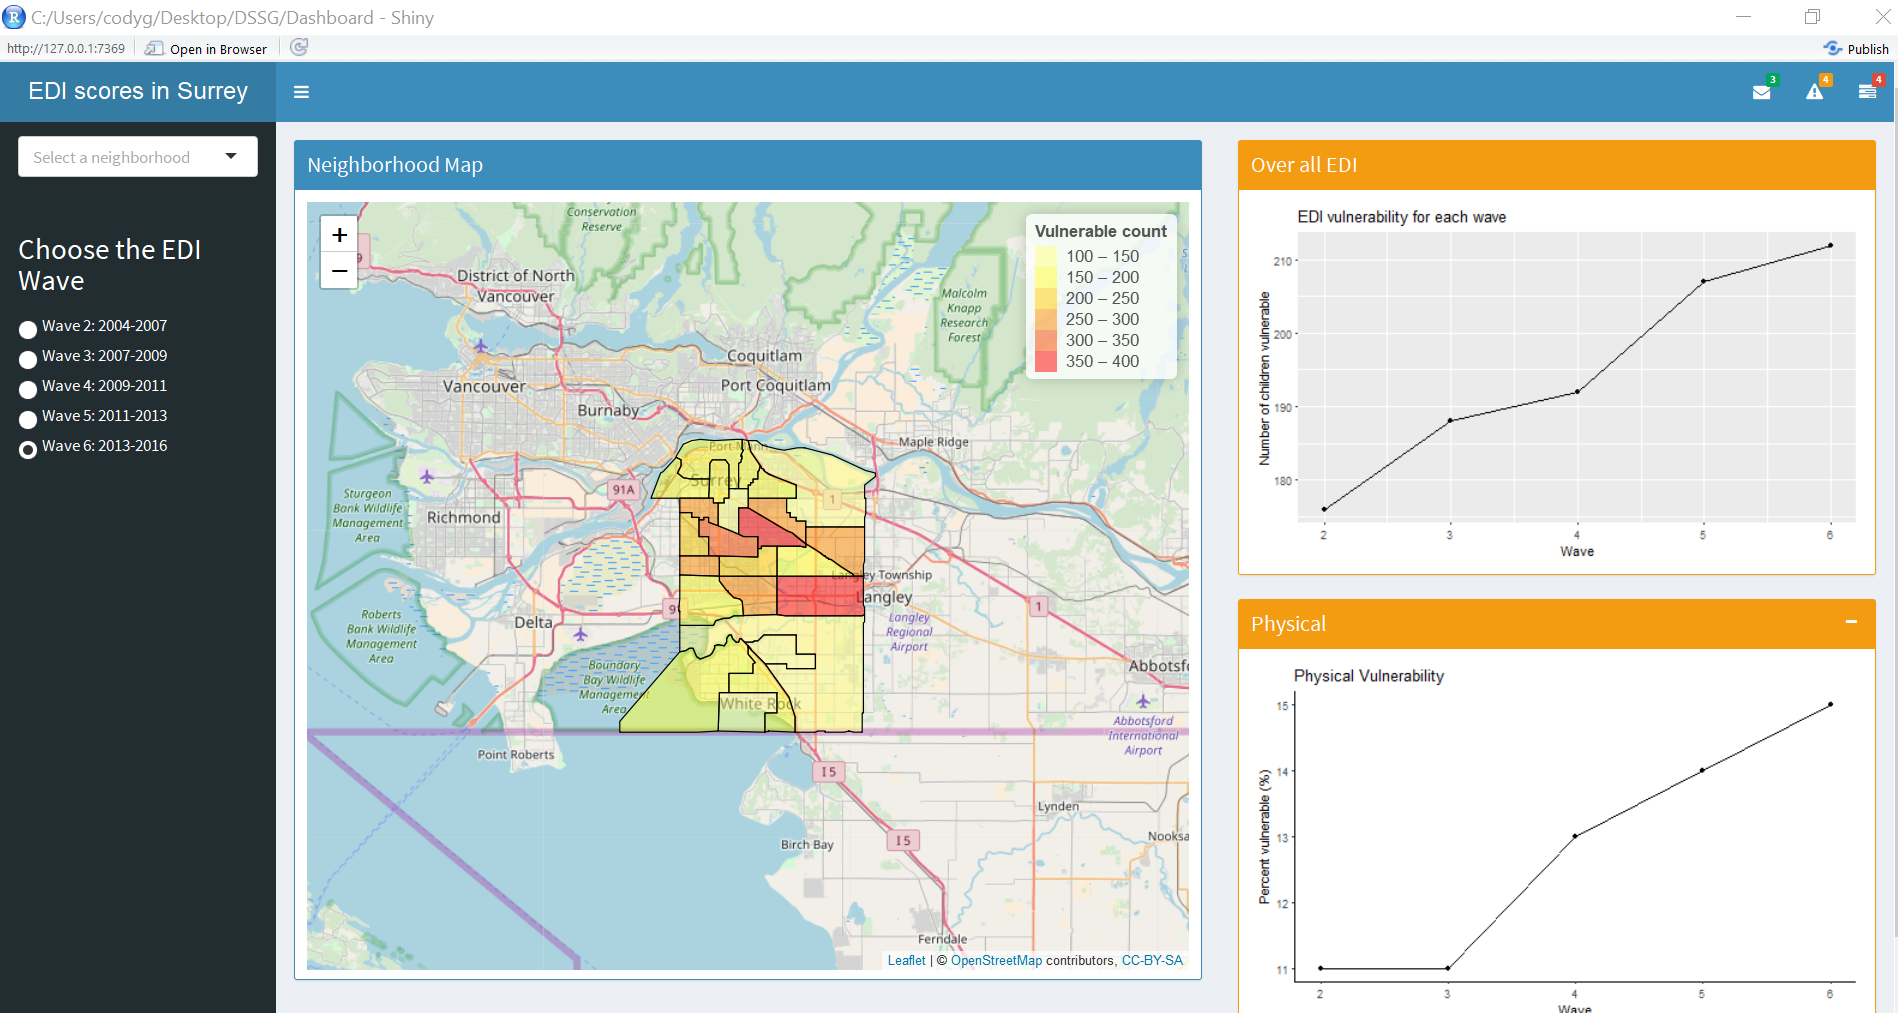 C:/Users/codyg/Desktop/DSSG/Dashboard - Shiny
http://127.0.0.1:7369
Open in Browser
Publish
EDI scores in Surrey
3
4
4
Select a neighborhood
Choose the EDI
Wave
Wave 2: 2004-2007
Wave 3: 2007-2009
Wave 4: 2009-2011
Wave 5: 2011-2013
Wave 6: 2013-2016
Neighborhood Map
+
−
Conservation
Reserve
District of North
Vancouver
Malcolm
Knapp
Research
Forest
Coquitlam
Port Coquitlam
Vancouver
Burnaby
Maple Ridge
Surrey
1
91A
Sturgeon
Bank Wildlife
Management
Area
Richmond
Langley Township
Langley
Roberts
Bank Wildlife
Management
Area
Delta
1
Langley
Regional
Airport
Boundary
Bay Wildlife
Management
Area
White Rock
Abbotsf
Abbotsford
International
Airport
Point Roberts
I 5
Lynden
Nooksa
Birch Bay
I 5
Ferndale
Vulnerable count
100 – 150
150 – 200
200 – 250
250 – 300
300 – 350
350 – 400
Leaflet | © OpenStreetMap contributors, CC-BY-SA
Over all EDI
EDI vulnerability for each wave
Number of children vulnerable
210
200
190
180
2
3
4
5
6
Wave
Physical
Physical Vulnerability
Percent vulnerable (%)
15
14
13
12
11
2
3
4
5
6
Wave